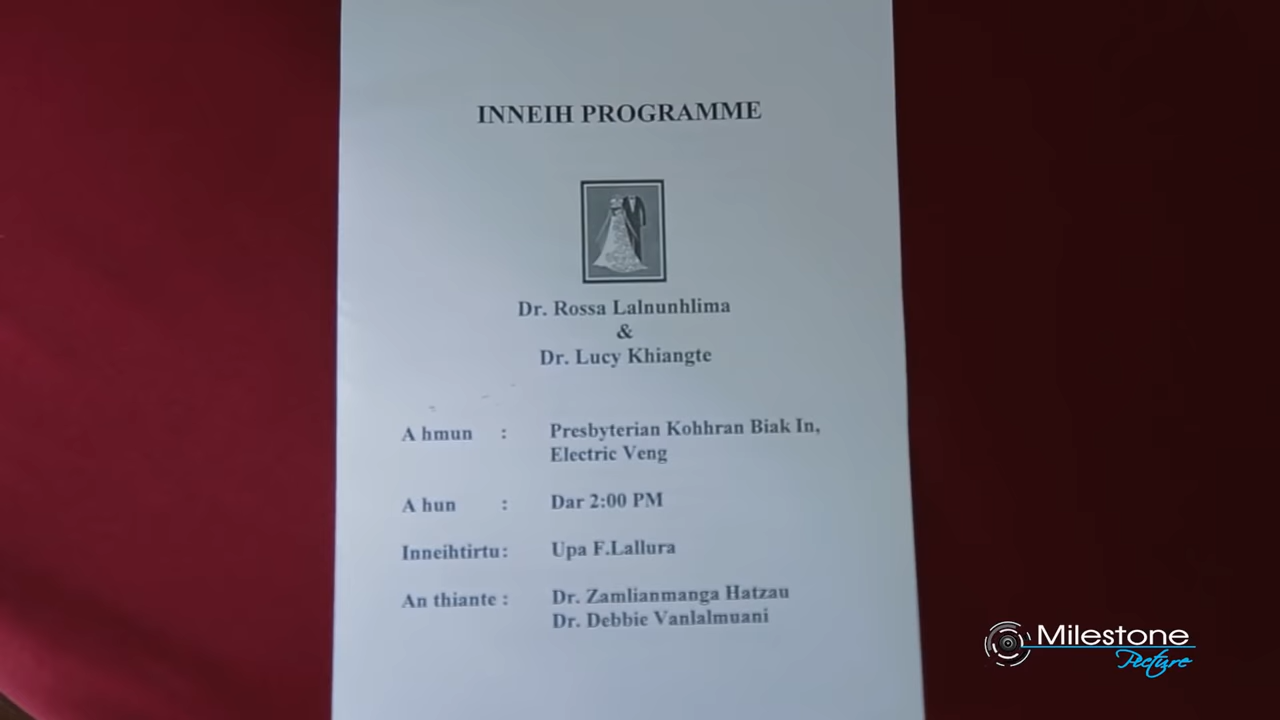 INNEIH PROGRAMME
Dr. Rossa Lalnunhlima
&
Dr. Lucy Khiangte
A hmun : Presbyterian Kohhran Biak In,
Electric Veng
A hun : Dar 2:00 PM
Inneihtirtu: Upa F.Lallura
An thiante : Dr. Zamlianmanga Hatzau
Dr. Debbie Vanlalmuani
Milestone
Pecture